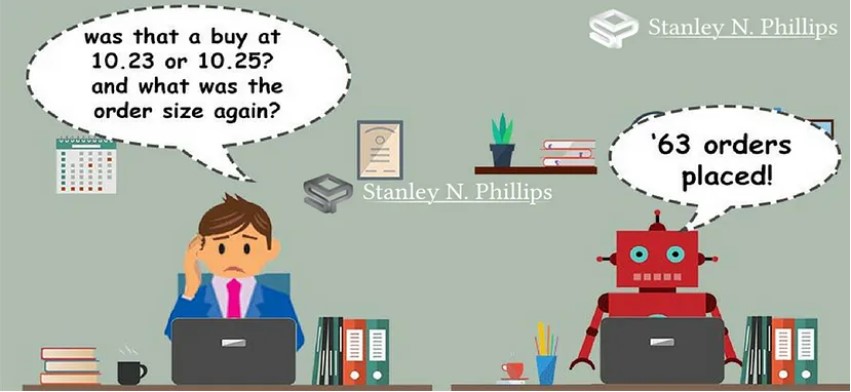 was that a buy at
10.23 or 10.25?
and what was the
order size again?
Stanley N. Phillips
Stanley N. Phillips
‘63 orders
placed!